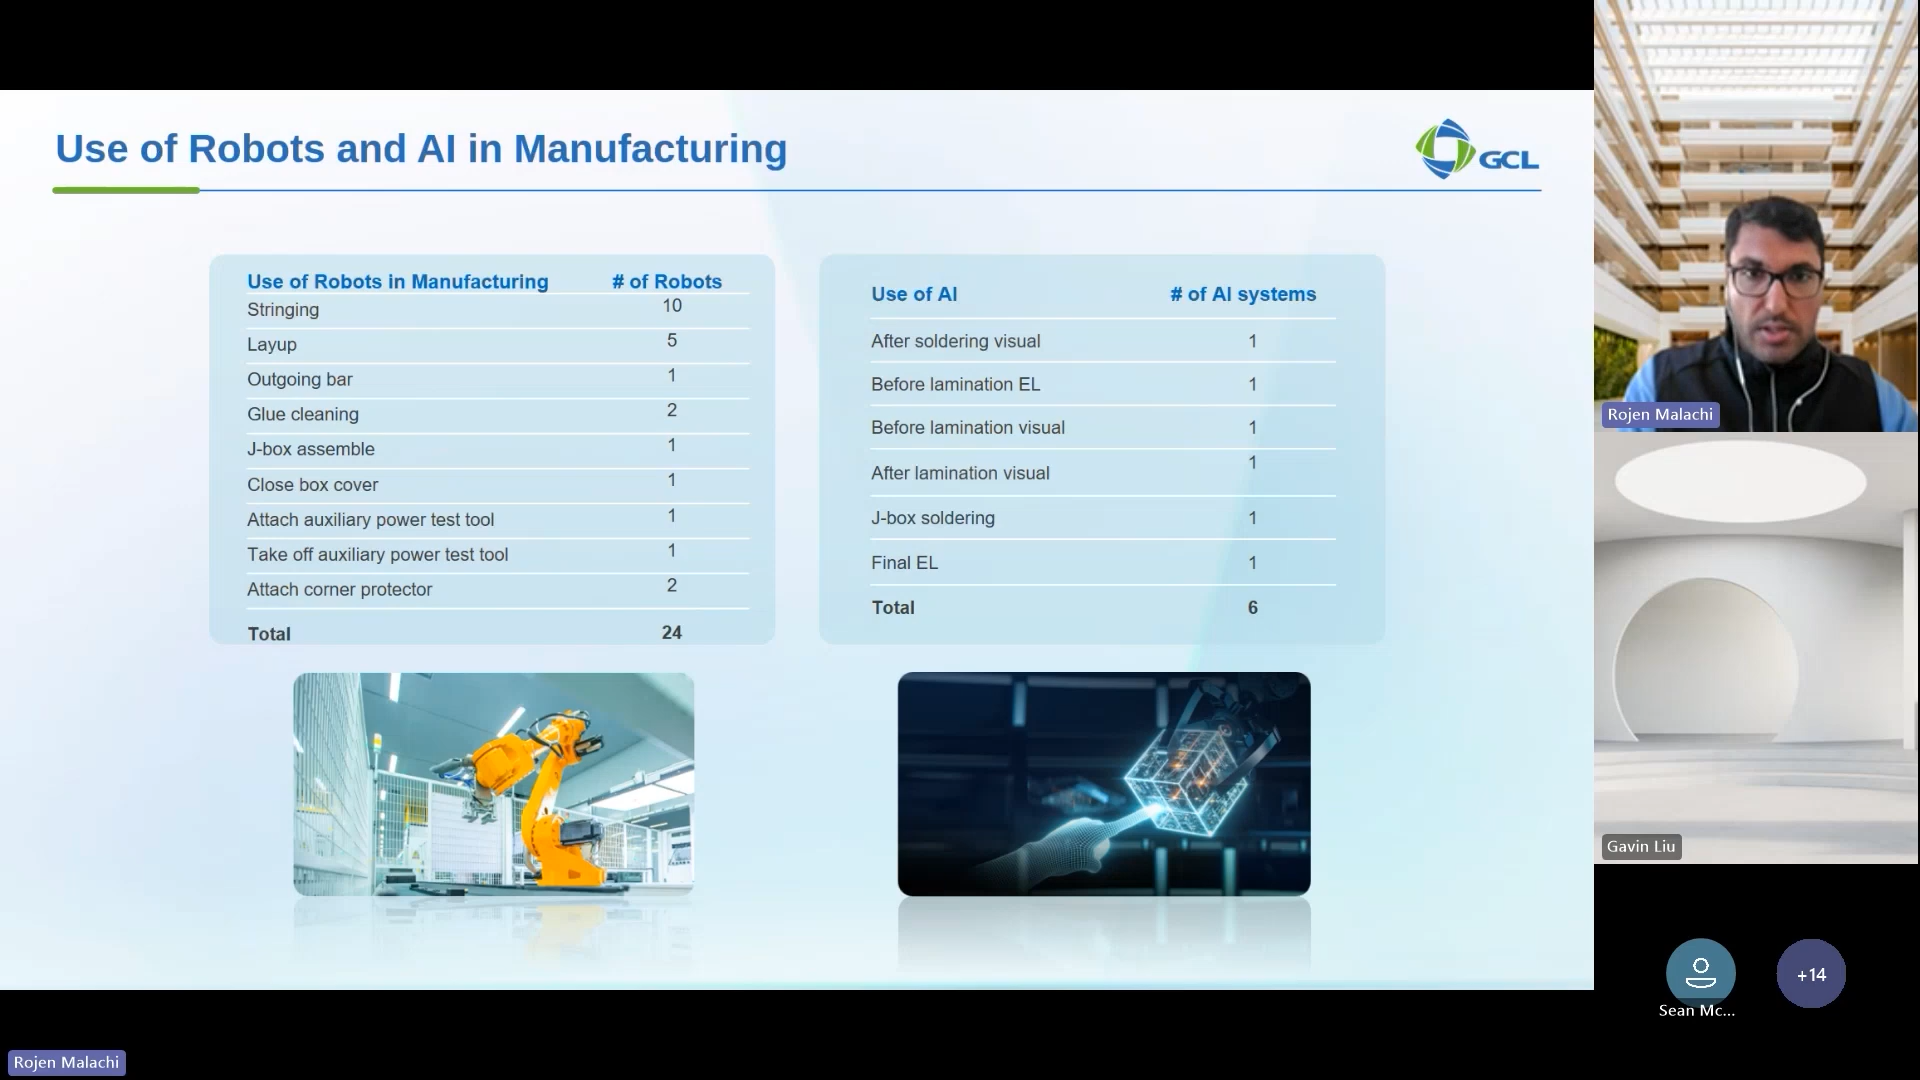 Use of Robots and AI in Manufacturing
GCL
Use of Robots in Manufacturing # of Robots
Stringing 10
Layup 5
Outgoing bar 1
Glue cleaning 2
J-box assemble 1
Close box cover 1
Attach auxiliary power test tool 1
Take off auxiliary power test tool 1
Attach corner protector 2
Total 24
Use of AI # of AI systems
After soldering visual 1
Before lamination EL 1
Before lamination visual 1
After lamination visual 1
J-box soldering 1
Final EL 1
Total 6
Rojen Malachi
Gavin Liu
Sean Mc...
+14
Rojen Malachi